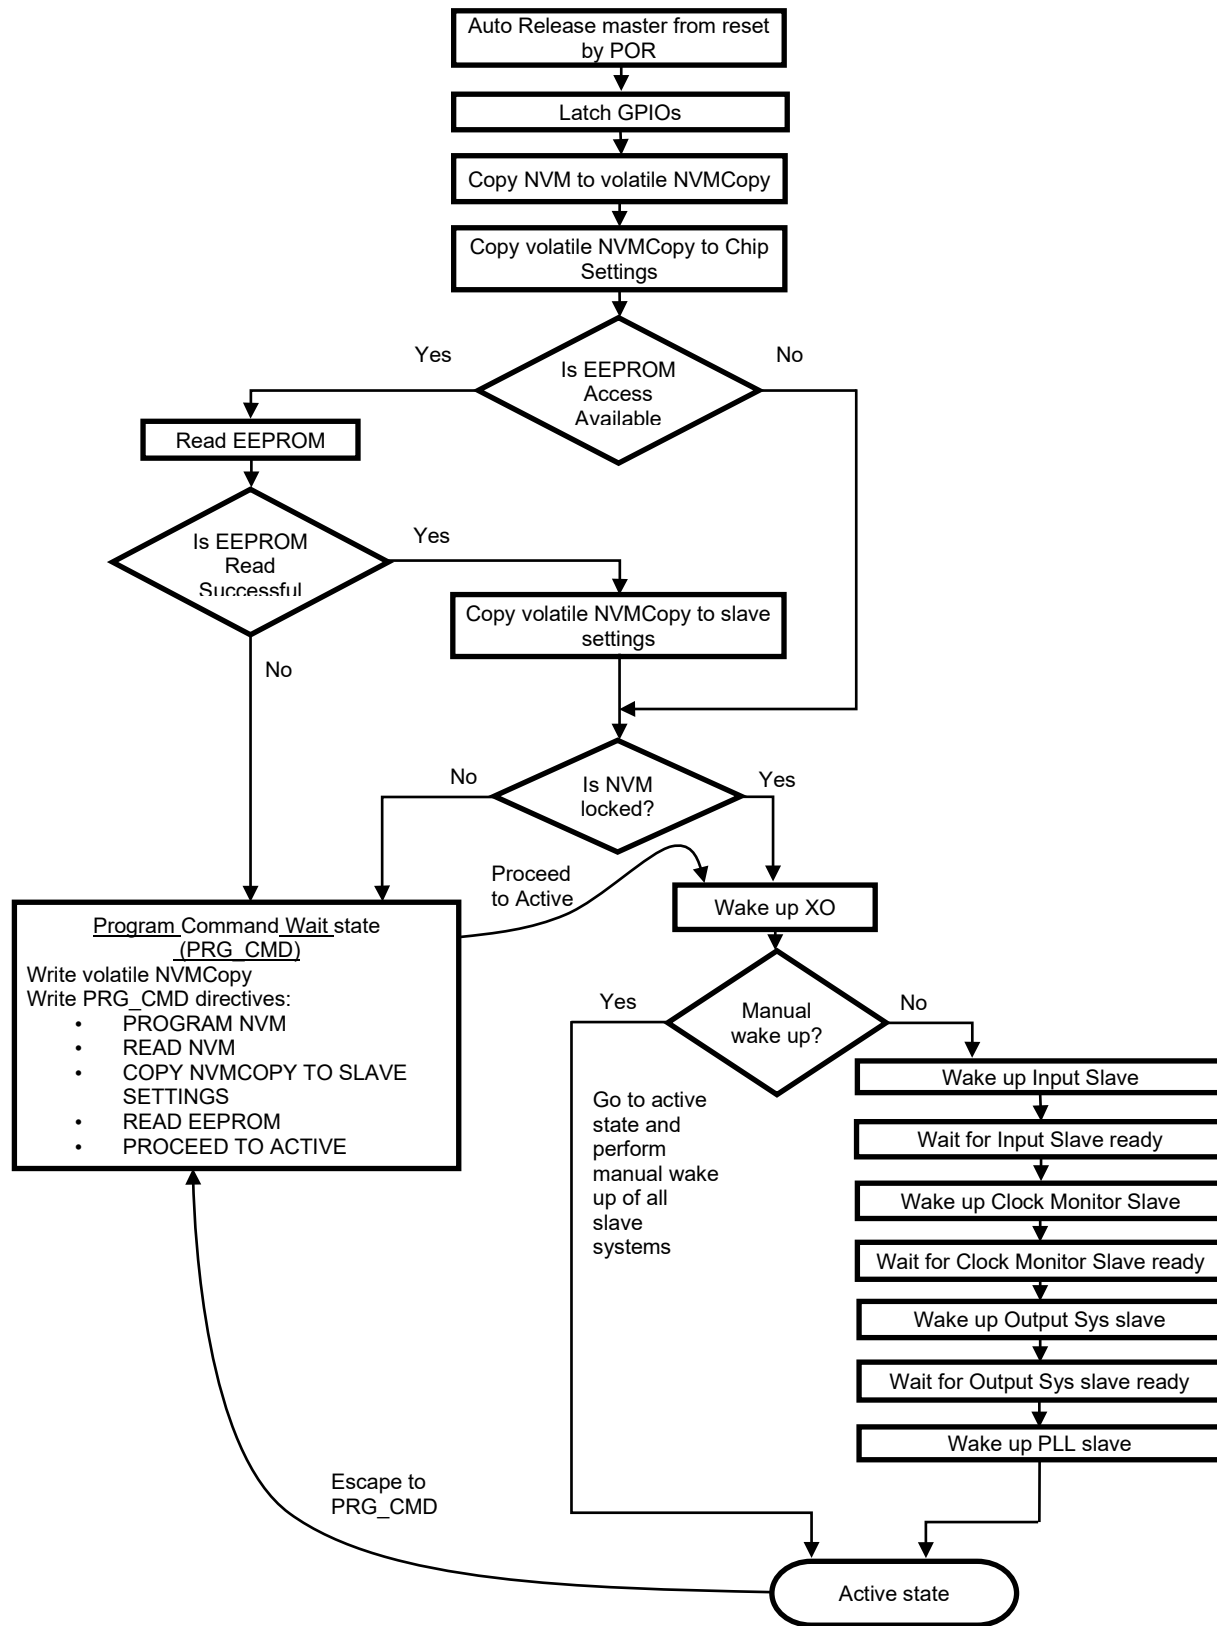 Auto Release master from reset
by POR
Latch GPIOs
Copy NVM to volatile NVMCopy
Copy volatile NVMCopy to Chip
Settings
Yes
No
Is EEPROM
Access
Available
Read EEPROM
Is EEPROM
Read
Successful
Yes
Copy volatile NVMCopy to slave
settings
No
No
Is NVM
locked?
Yes
Proceed
to Active
Wake up XO
Program Command Wait state
(PRG_CMD)
Write volatile NVMCopy
Write PRG_CMD directives:
• PROGRAM NVM
• READ NVM
• COPY NVMCOPY TO SLAVE
SETTINGS
• READ EEPROM
• PROCEED TO ACTIVE
Yes
Manual
wake up?
No
Go to active
state and
perform
manual wake
up of all
slave
systems
Wake up Input Slave
Wait for Input Slave ready
Wake up Clock Monitor Slave
Wait for Clock Monitor Slave ready
Wake up Output Sys slave
Wait for Output Sys slave ready
Wake up PLL slave
Escape to
PRG_CMD
Active state